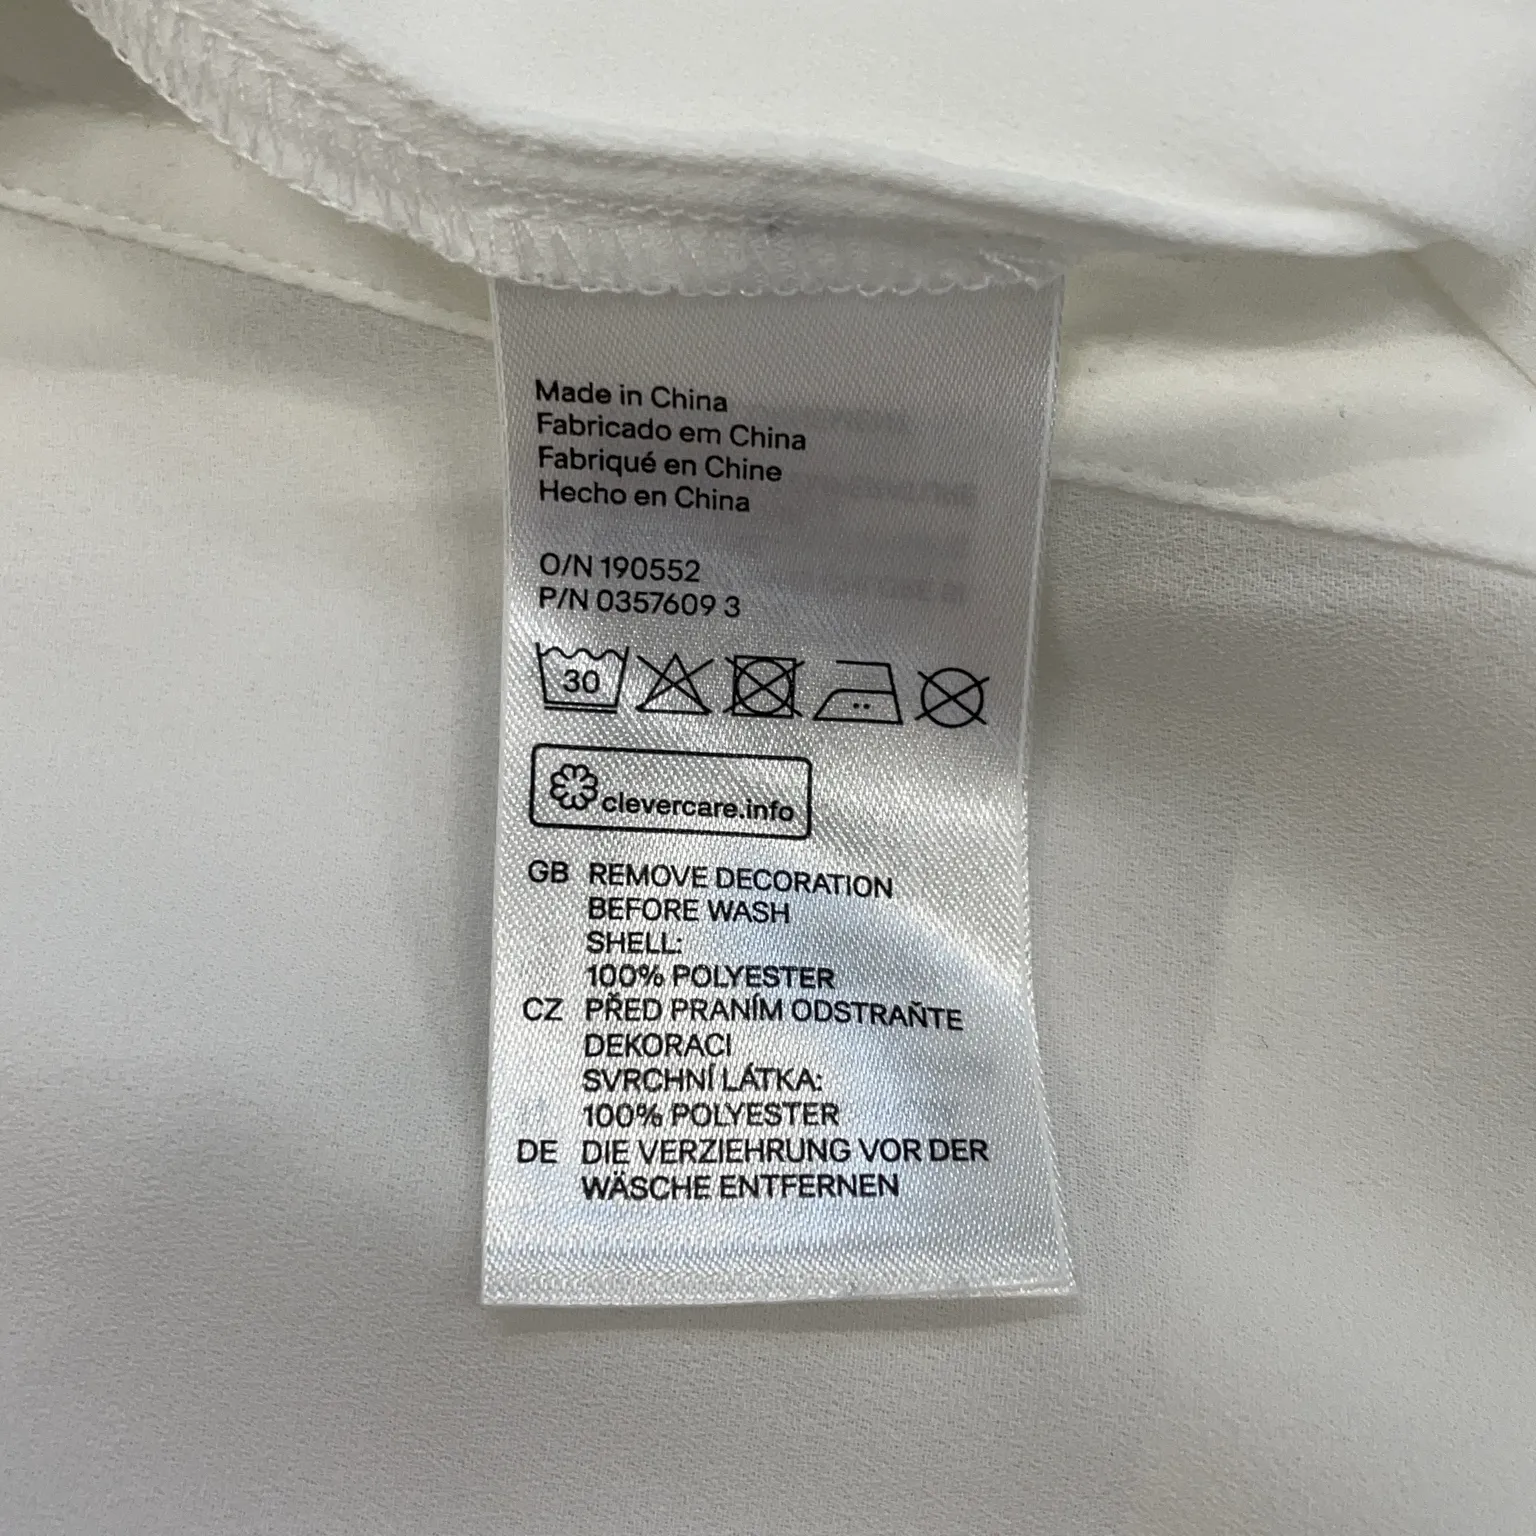 Made in China
Fabricado em China
Fabriqué en Chine
Hecho en China
O/N 190552
P/N 0357609 3
30
clevercare.info
GB REMOVE DECORATION
BEFORE WASH
SHELL:
100% POLYESTER
CZ PŘED PRANÍM ODSTRAŇTE
DEKORACI
SVRCHNÍ LÁTKA:
100% POLYESTER
DE DIE VERZIEHRUNG VOR DER
WÄSCHE ENTFERNEN